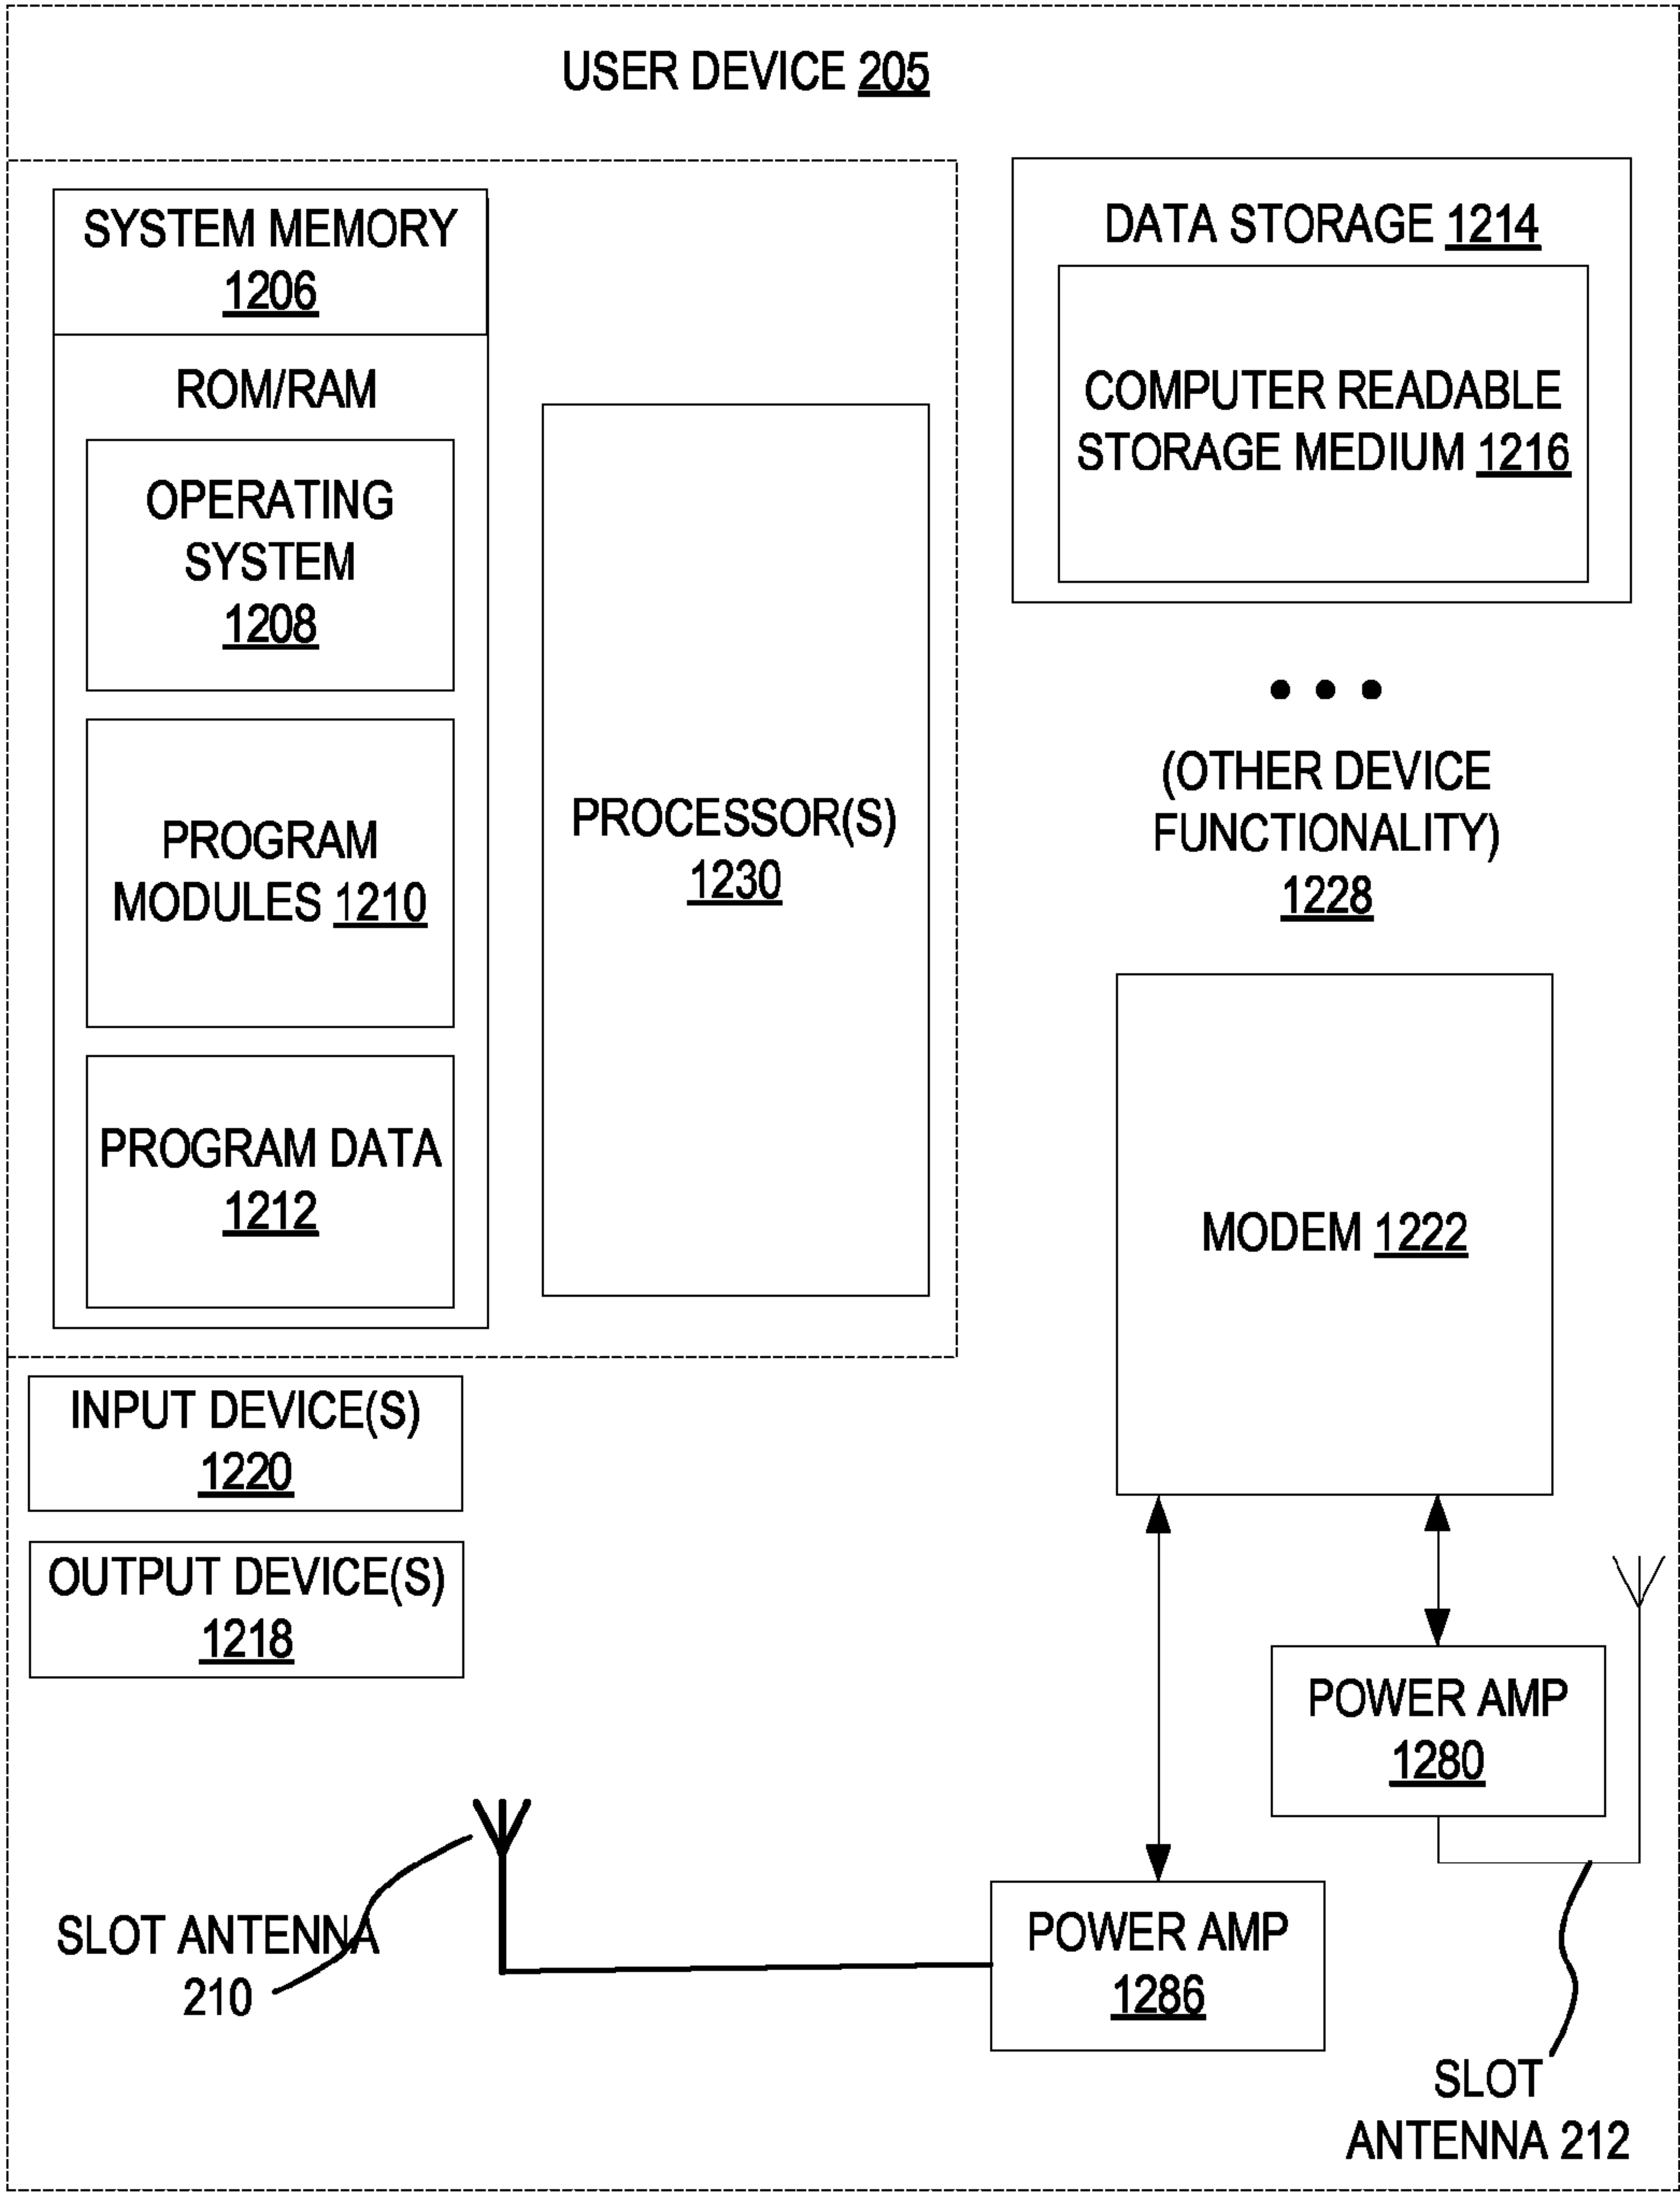 USER DEVICE 205
SYSTEM MEMORY
1206
ROM/RAM
OPERATING
SYSTEM
1208
PROGRAM
MODULES 1210
PROGRAM DATA
1212
PROCESSOR(S)
1230
DATA STORAGE 1214
COMPUTER READABLE
STORAGE MEDIUM 1216
(OTHER DEVICE
FUNCTIONALITY)
1228
MODEM 1222
INPUT DEVICE(S)
1220
OUTPUT DEVICE(S)
1218
POWER AMP
1280
SLOT ANTENNA
210
POWER AMP
1286
SLOT
ANTENNA 212